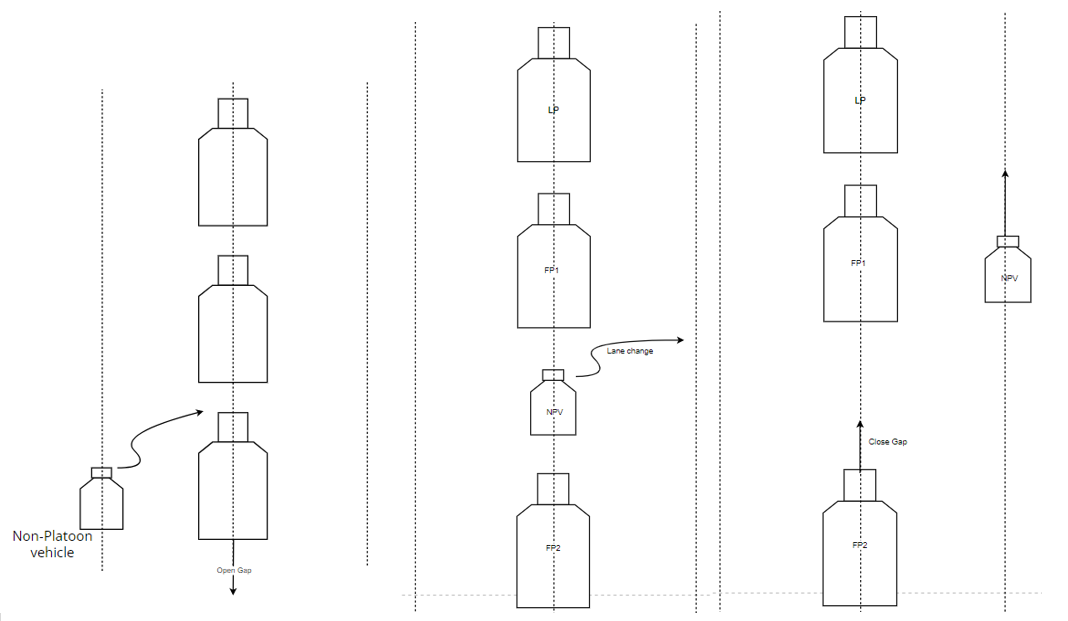 Non-Platoon
vehicle
Open Gap
LP
FP1
Lane change
NPV
FP2
LP
FP1
NPV
Close Gap
FP2